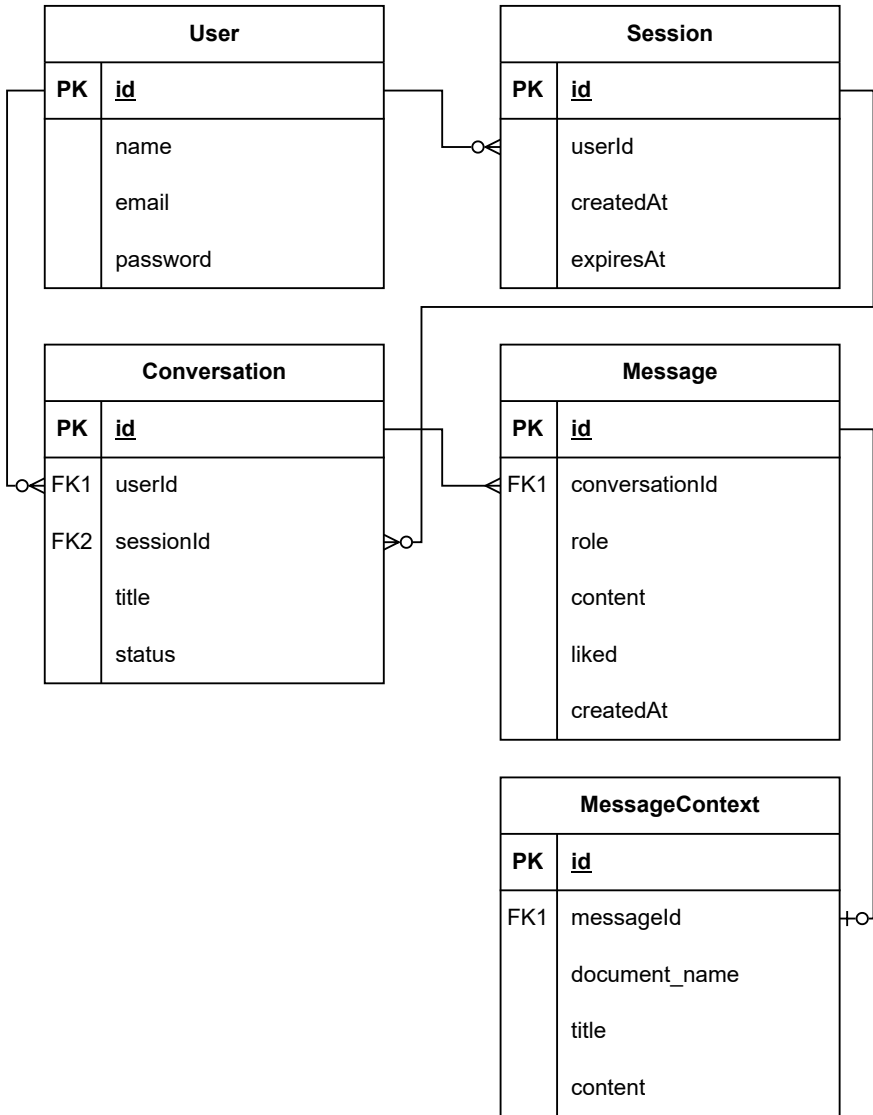 User
PK id
name
email
password
Session
PK id
userId
createdAt
expiresAt
Conversation
PK id
FK1 userId
FK2 sessionId
title
status
Message
PK id
FK1 conversationId
role
content
liked
createdAt
MessageContext
PK id
FK1 messageId
document_name
title
content